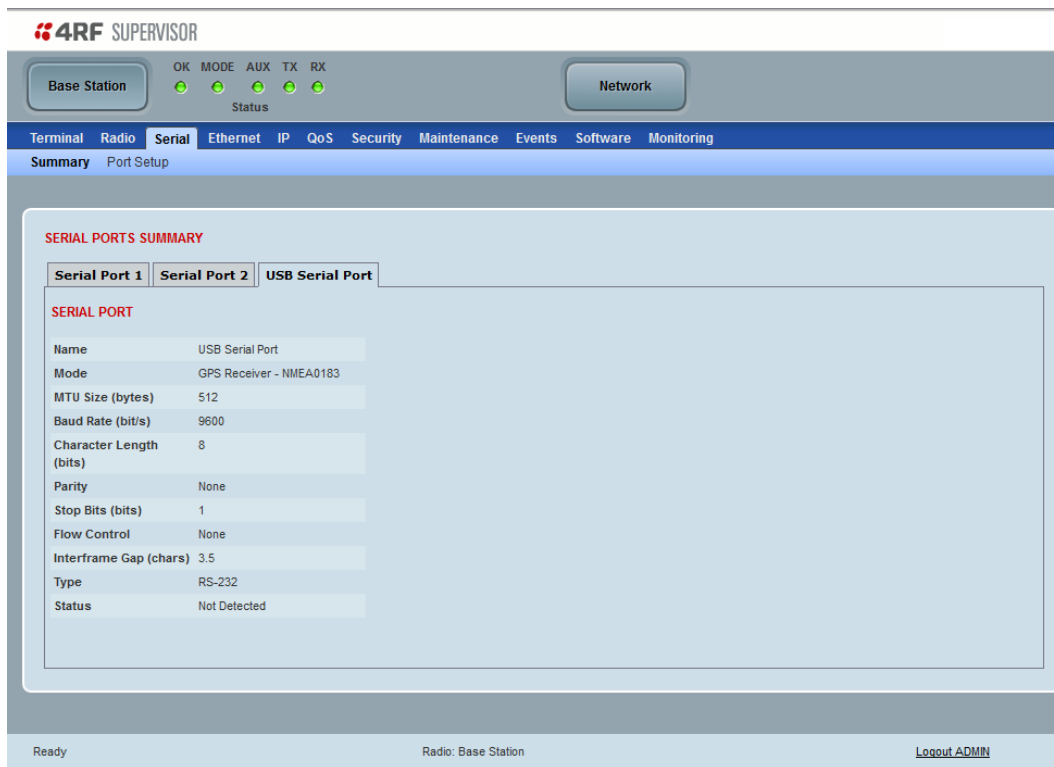 4RF SUPERVISOR
Base Station
OK MODE AUX TX RX
Status
Network
Terminal Radio Serial Ethernet IP QoS Security Maintenance Events Software Monitoring
Summary Port Setup
SERIAL PORTS SUMMARY
Serial Port 1 Serial Port 2 USB Serial Port
SERIAL PORT
Name USB Serial Port
Mode GPS Receiver - NMEA0183
MTU Size (bytes) 512
Baud Rate (bit/s) 9600
Character Length (bits) 8
Parity None
Stop Bits (bits) 1
Flow Control None
Interframe Gap (chars) 3.5
Type RS-232
Status Not Detected
Ready Radio: Base Station Logout ADMIN